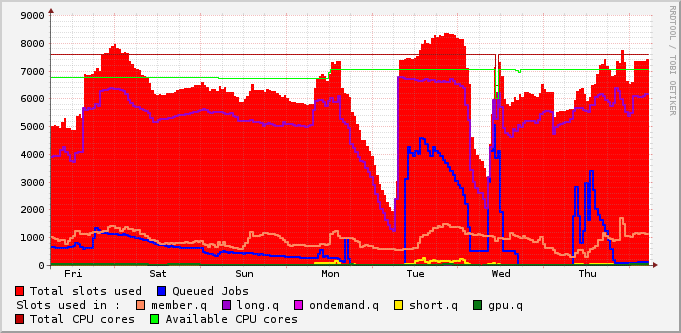 9000
8000
7000
6000
5000
4000
3000
2000
1000
0
Fri Sat Sun Mon Tue Wed Thu
RRDTOOL / TOBI OETIKER
Total slots used Queued Jobs
Slots used in : member.q long.q ondemand.q short.q gpu.q
Total CPU cores Available CPU cores